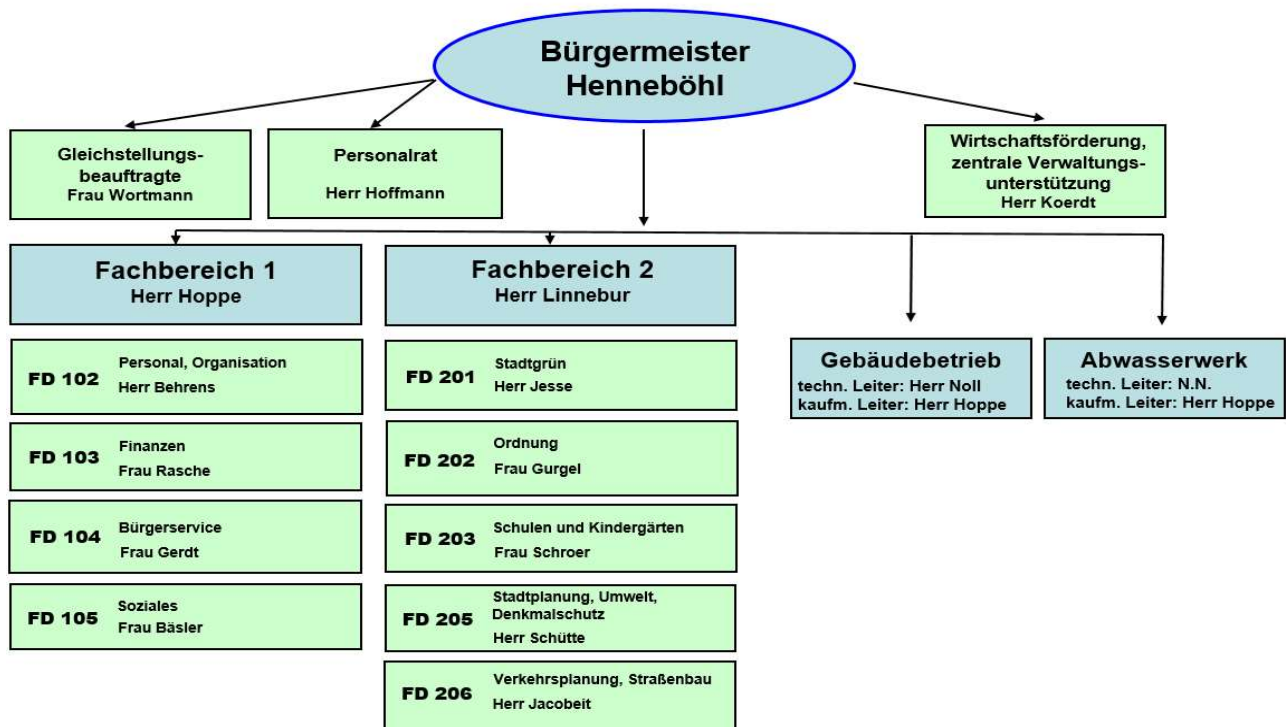 Bürgermeister
Henneböhl
Gleichstellungs-
beauftragte
Frau Wortmann
Personalrat
Herr Hoffmann
Wirtschaftsförderung,
zentrale Verwaltungs-
unterstützung
Herr Koerdt
Fachbereich 1
Herr Hoppe
FD 102
Personal, Organisation
Herr Behrens
FD 103
Finanzen
Frau Rasche
FD 104
Bürgerservice
Frau Gerdt
FD 105
Soziales
Frau Bäsler
Fachbereich 2
Herr Linnebur
FD 201
Stadtgrün
Herr Jesse
FD 202
Ordnung
Frau Gurgel
FD 203
Schulen und Kindergärten
Frau Schroer
FD 205
Stadtplanung, Umwelt,
Denkmalschutz
Herr Schütte
FD 206
Verkehrsplanung, Straßenbau
Herr Jacobeit
Gebäudebetrieb
techn. Leiter: Herr Noll
kaufm. Leiter: Herr Hoppe
Abwasserwerk
techn. Leiter: N.N.
kaufm. Leiter: Herr Hoppe